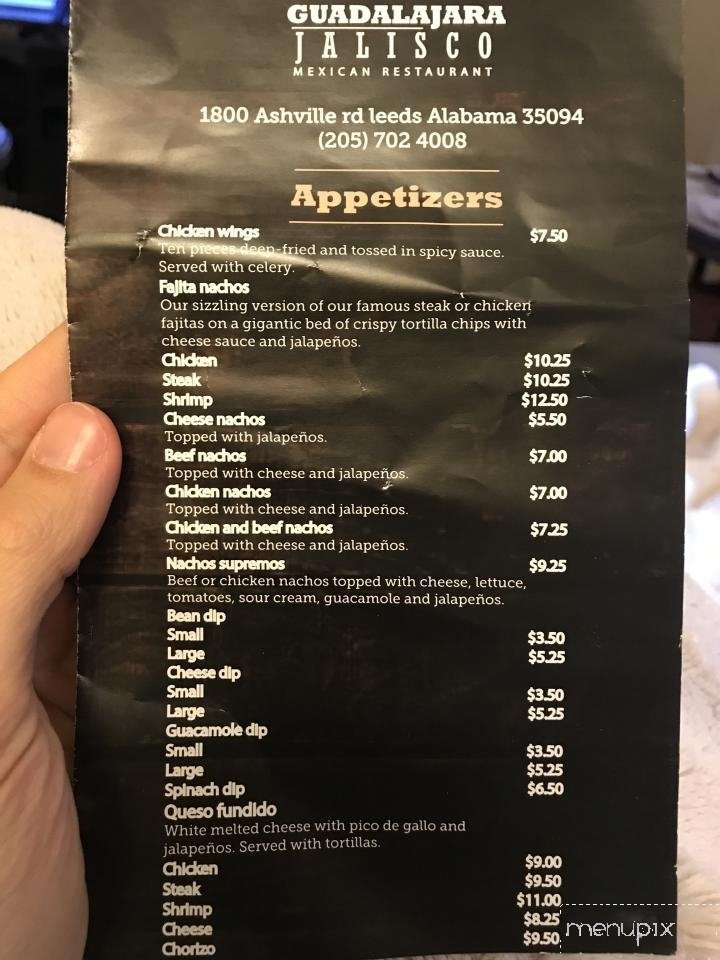 GUADALAJARA
JALISCO
MEXICAN RESTAURANT
1800 Ashville rd leeds Alabama 35094
(205) 702 4008
Appetizers
Chicken wings $7.50
Ten pieces deep-fried and tossed in spicy sauce.
Served with celery.
Fajita nachos
Our sizzling version of our famous steak or chicken
fajitas on a gigantic bed of crispy tortilla chips with
cheese sauce and jalapeños.
Chicken $10.25
Steak $10.25
Shrimp $12.50
Cheese nachos $5.50
Topped with jalapeños.
Beef nachos $7.00
Topped with cheese and jalapeños.
Chicken nachos $7.00
Topped with cheese and jalapeños.
Chicken and beef nachos $7.25
Topped with cheese and jalapeños.
Nachos supremos $9.25
Beef or chicken nachos topped with cheese, lettuce,
tomatoes, sour cream, guacamole and jalapeños.
Bean dip
Small $3.50
Large $5.25
Cheese dip
Small $3.50
Large $5.25
Guacamole dip
Small $3.50
Large $5.25
Spinach dip $6.50
Queso fundido
White melted cheese with pico de gallo and
jalapeños. Served with tortillas.
Chicken $9.00
Steak $9.50
Shrimp $11.00
Cheese $8.25
Chorizo $9.50
menupix